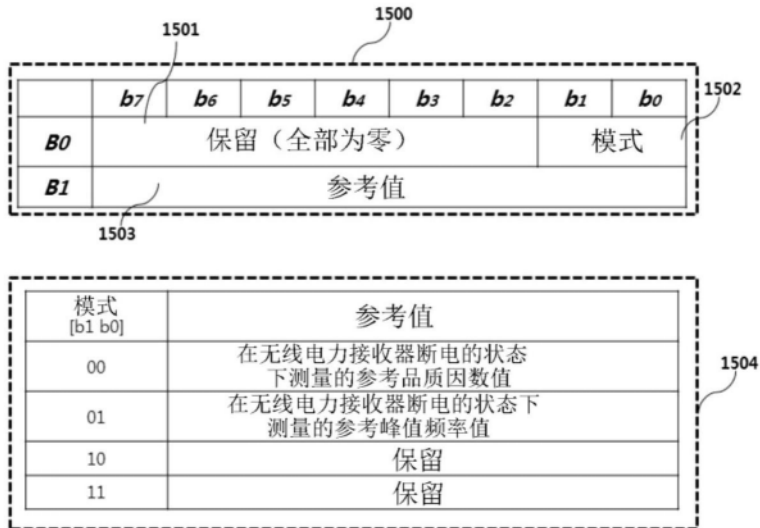 1500
1501
b7 b6 b5 b4 b3 b2 b1 b0
1502
B0 保留（全部为零） 模式
B1 参考值
1503
模式 参考值
[b1 b0]
00 在无线电力接收器断电的状态
下测量的参考品质因数值
1504
01 在无线电力接收器断电的状态下
测量的参考峰值频率值
10 保留
11 保留